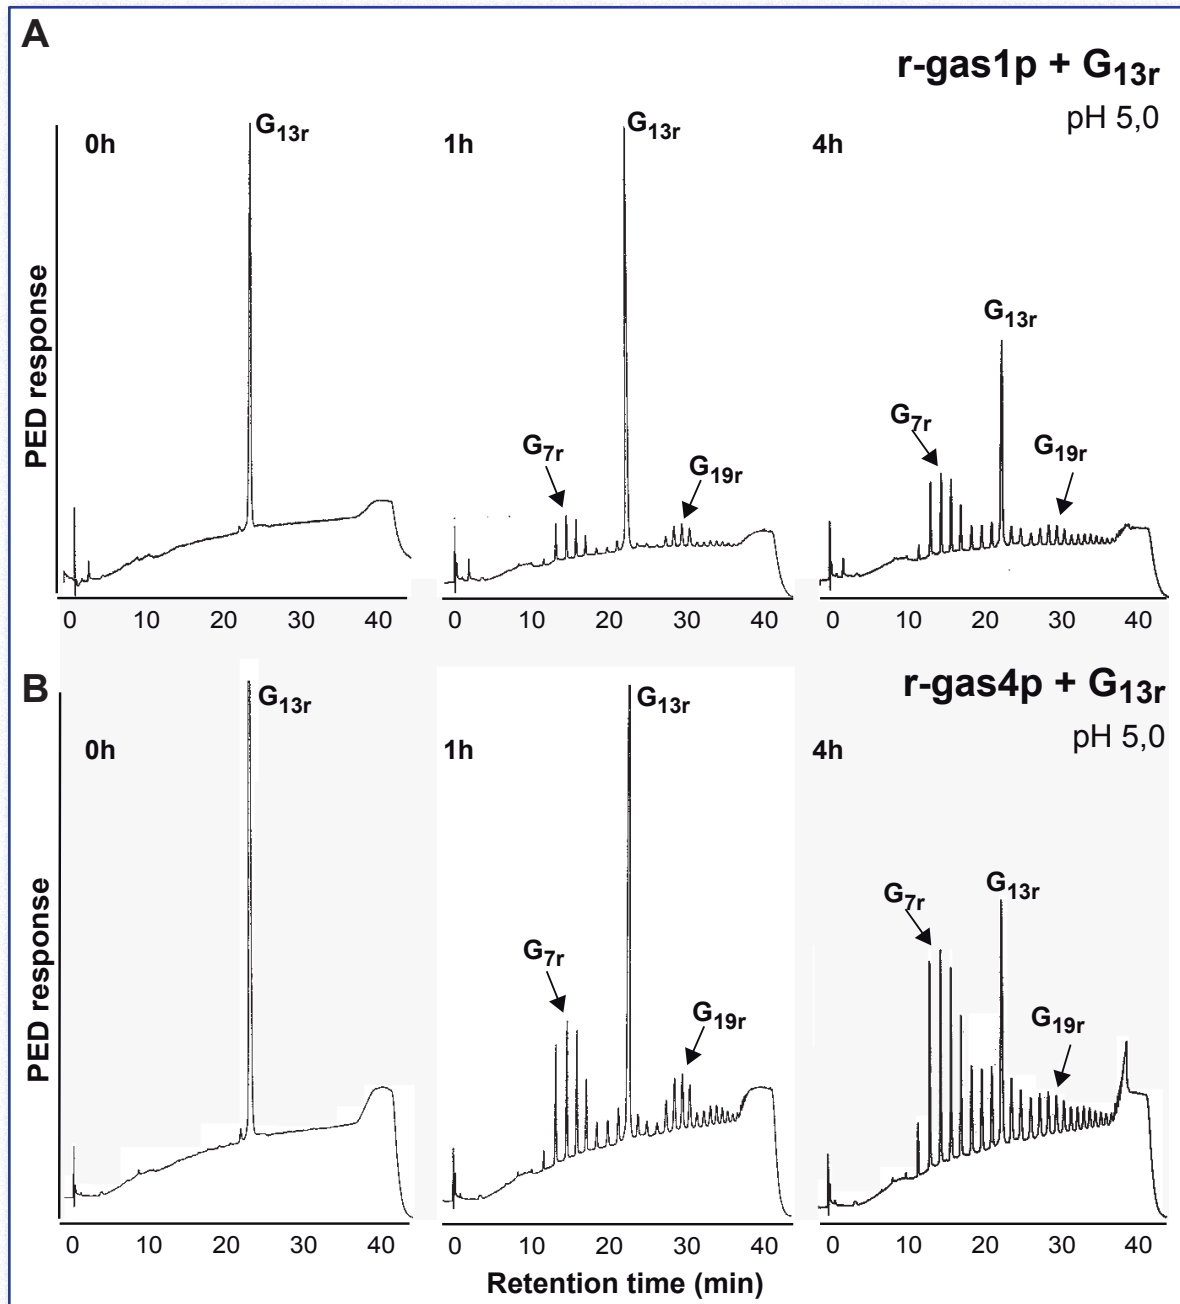 A
r-gas1p + G13r
pH 5,0
0h
G13r
1h
G13r
4h
G13r
G7r
G19r
G7r
G19r
PED response
0 10 20 30 40
0 10 20 30 40
0 10 20 30 40
B
r-gas4p + G13r
pH 5,0
0h
G13r
1h
G13r
4h
G13r
G7r
G19r
G7r
G19r
PED response
0 10 20 30 40
0 10 20 30 40
0 10 20 30 40
Retention time (min)